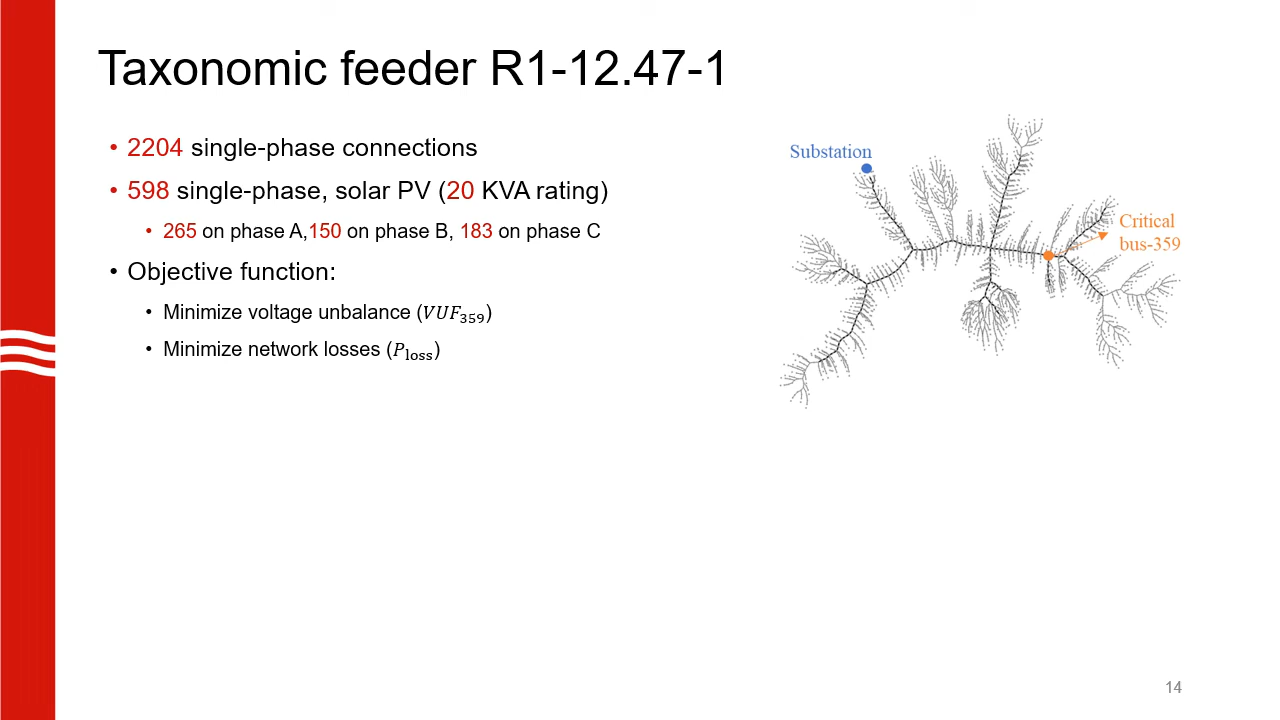 Taxonomic feeder R1-12.47-1
• 2204 single-phase connections
• 598 single-phase, solar PV (20 KVA rating)
• 265 on phase A,150 on phase B, 183 on phase C
• Objective function:
• Minimize voltage unbalance (𝑉𝑈𝐹₃₅₉)
• Minimize network losses (𝑃ₗₒₛₛ)
Substation
Critical
bus-359
14